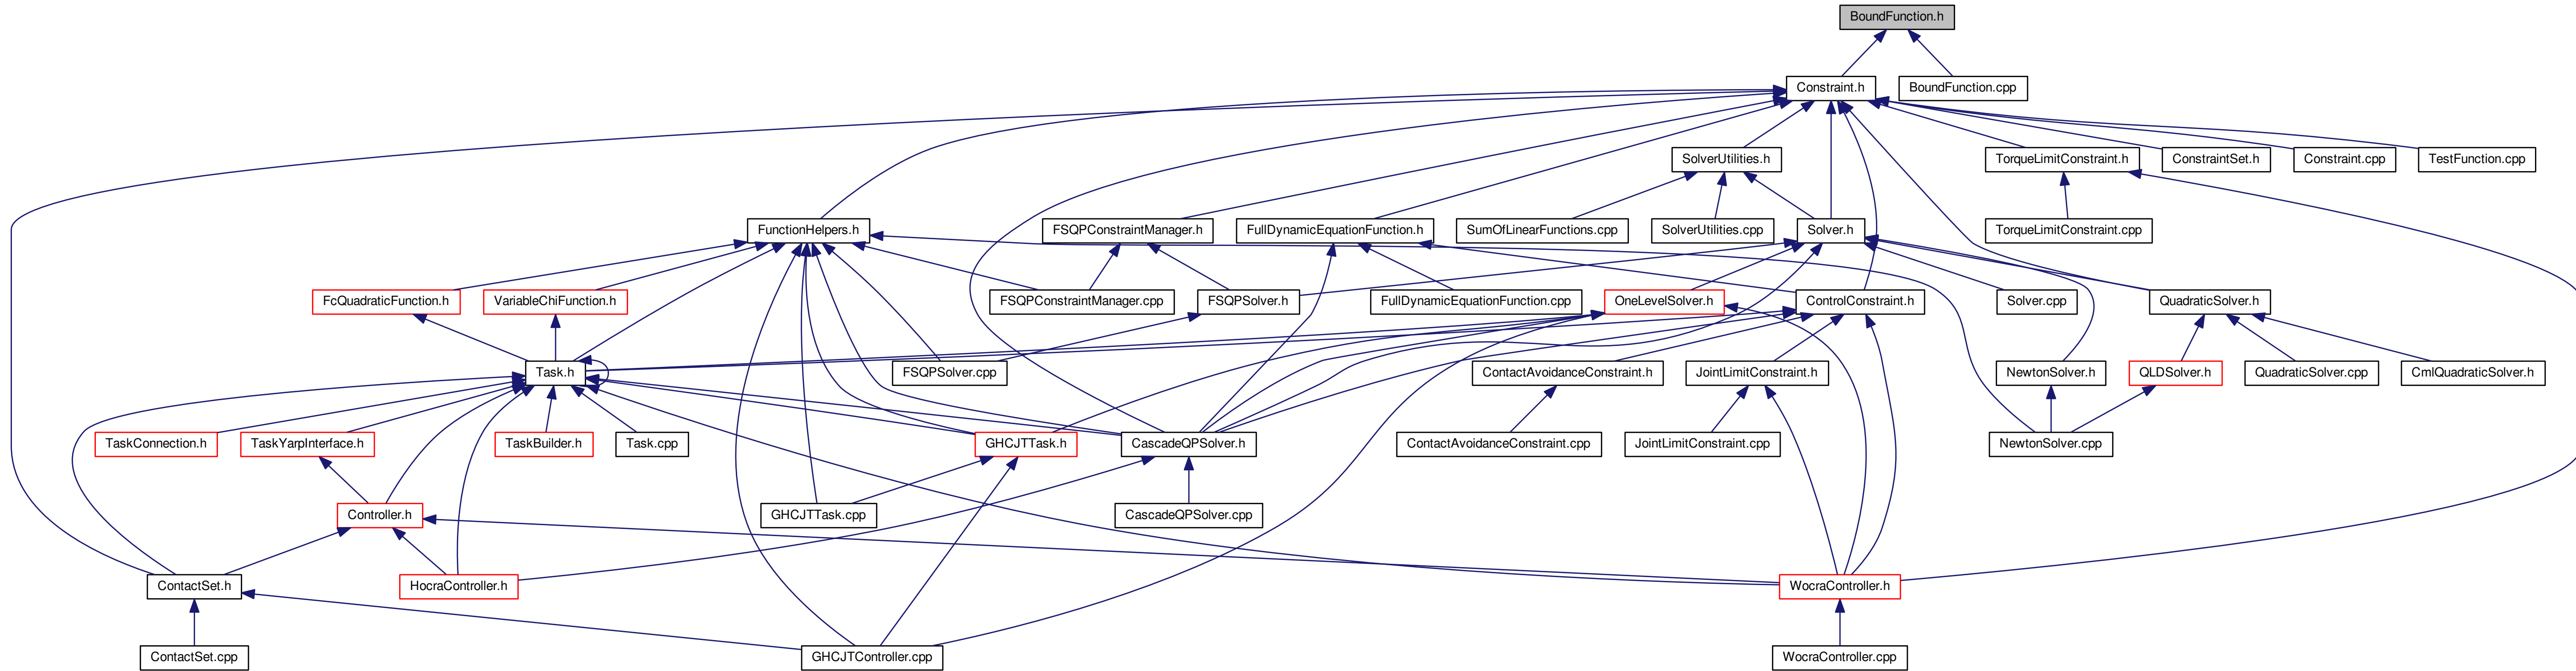 BoundFunction.h
Constraint.h
BoundFunction.cpp
SolverUtilities.h
TorqueLimitConstraint.h
ConstraintSet.h
Constraint.cpp
TestFunction.cpp
FunctionHelpers.h
FSQPConstraintManager.h
FullDynamicEquationFunction.h
SumOfLinearFunctions.cpp
SolverUtilities.cpp
Solver.h
TorqueLimitConstraint.cpp
FcQuadraticFunction.h
VariableChiFunction.h
FSQPConstraintManager.cpp
FSQPSolver.h
FullDynamicEquationFunction.cpp
OneLevelSolver.h
ControlConstraint.h
Solver.cpp
QuadraticSolver.h
Task.h
FSQPSolver.cpp
ContactAvoidanceConstraint.h
JointLimitConstraint.h
NewtonSolver.h
QLDSolver.h
QuadraticSolver.cpp
CmlQuadraticSolver.h
TaskConnection.h
TaskYarpInterface.h
TaskBuilder.h
Task.cpp
GHCJTTask.h
CascadeQPSolver.h
ContactAvoidanceConstraint.cpp
JointLimitConstraint.cpp
NewtonSolver.cpp
Controller.h
GHCJTTask.cpp
CascadeQPSolver.cpp
ContactSet.h
HocraController.h
WocraController.h
ContactSet.cpp
GHCJTController.cpp
WocraController.cpp